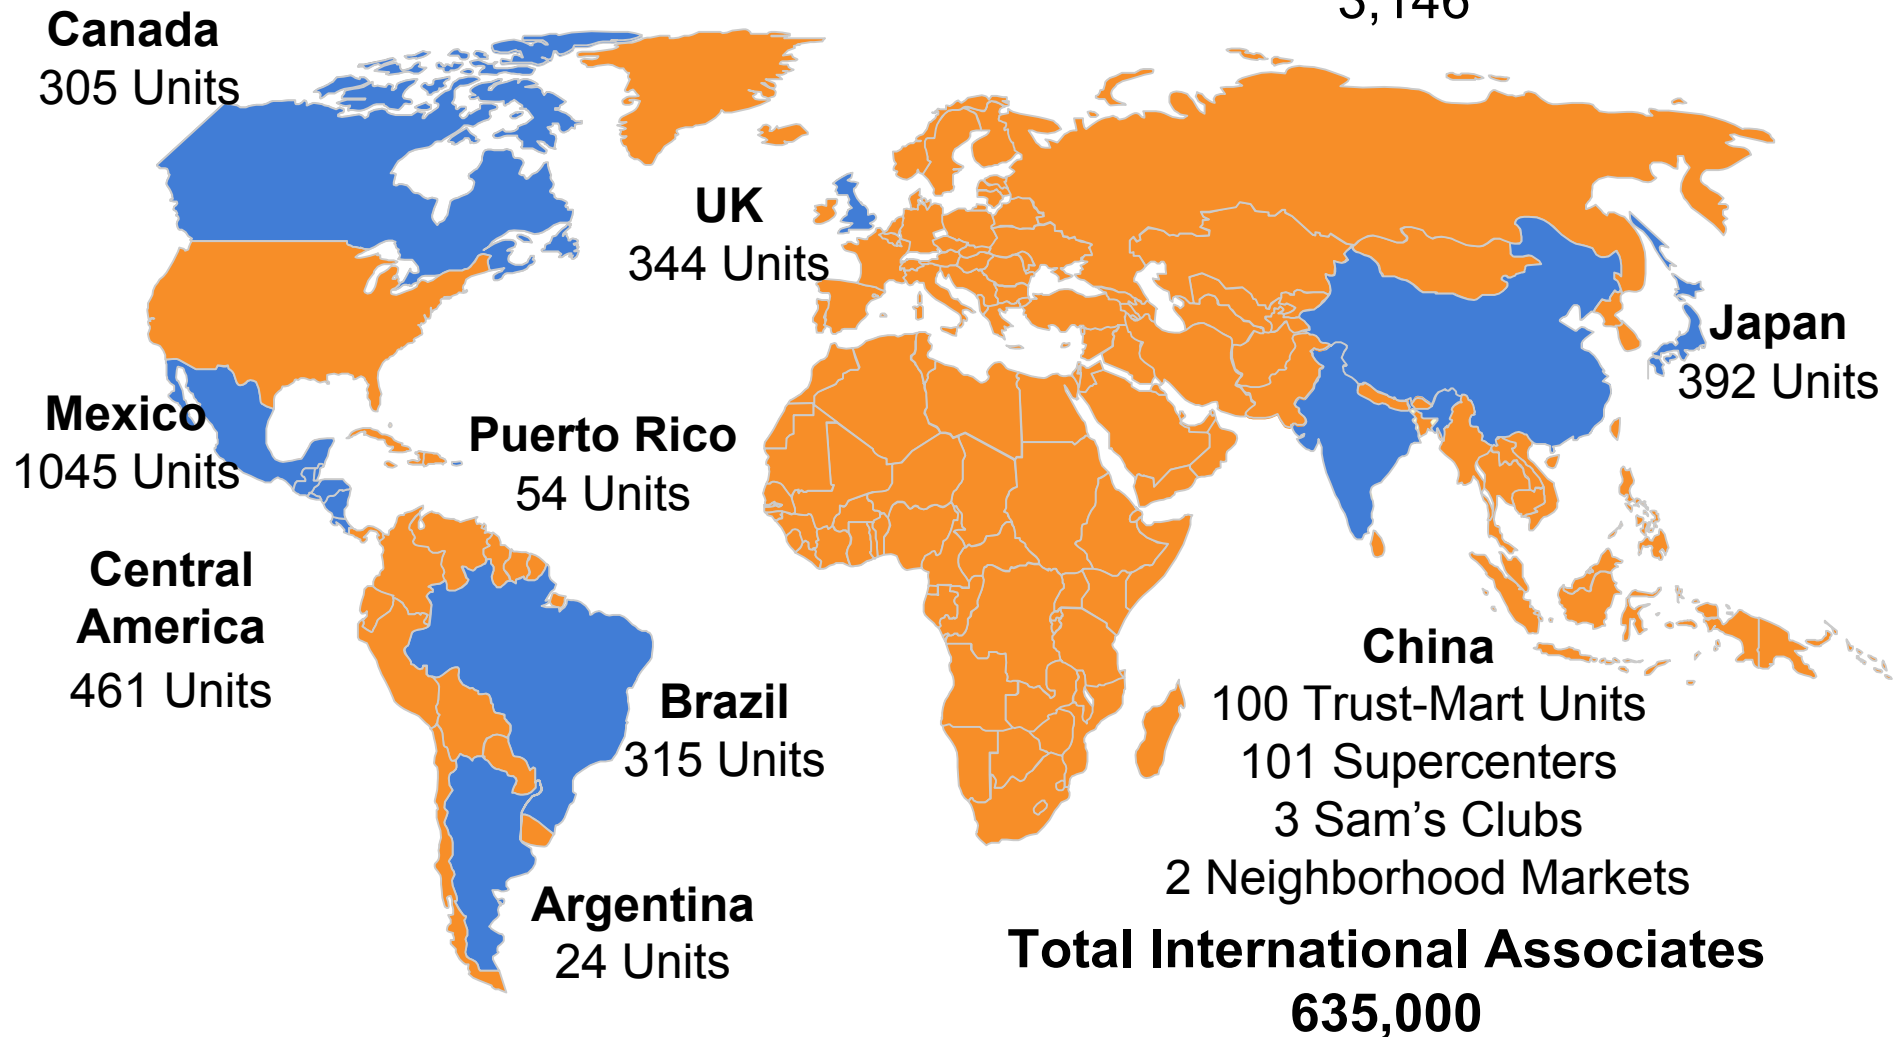 3,146
Canada
305 Units
UK
344 Units
Japan
392 Units
Mexico
1045 Units
Puerto Rico
54 Units
Central
America
461 Units
China
100 Trust-Mart Units
101 Supercenters
3 Sam’s Clubs
2 Neighborhood Markets
Brazil
315 Units
Argentina
24 Units
Total International Associates
635,000